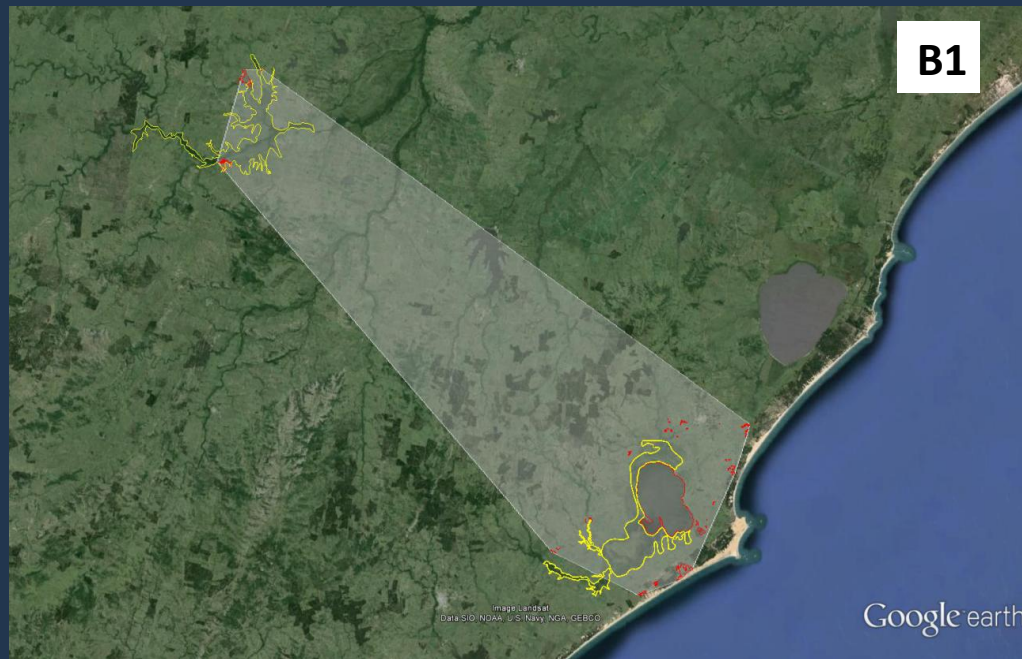 B1
Image Landsat
Data SIO, NOAA, U.S. Navy, NGA, GEBCO
Google earth